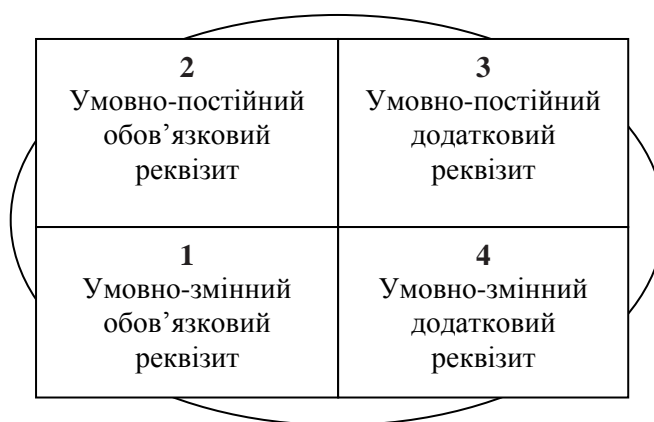 2
Умовно-постійний
обов’язковий
реквізит
3
Умовно-постійний
додатковий
реквізит
1
Умовно-змінний
обов’язковий
реквізит
4
Умовно-змінний
додатковий
реквізит